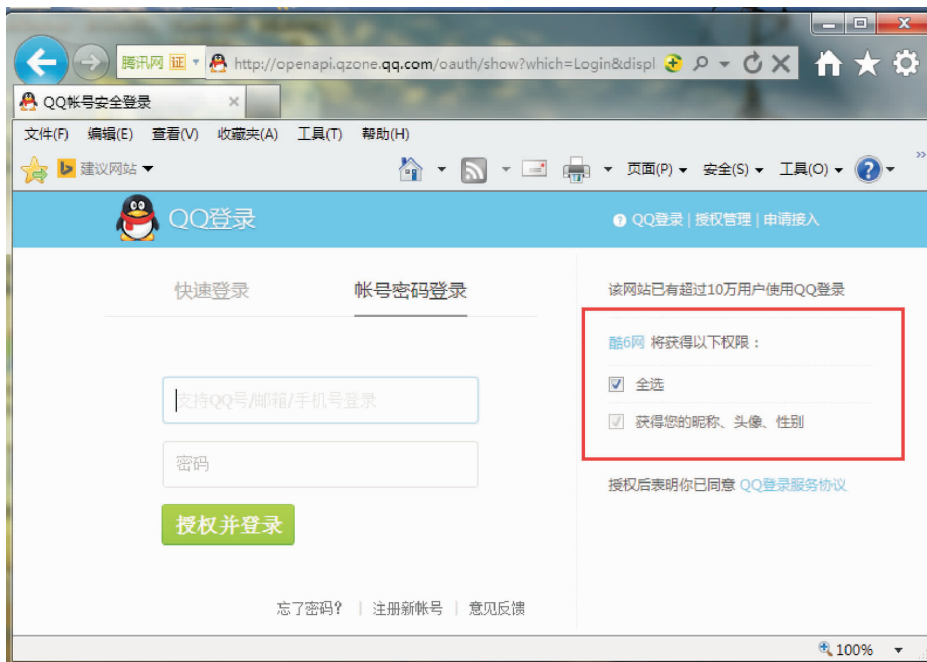 腾讯网 证 http://openapi.qzone.qq.com/oauth/show?which=Login&displ
QQ帐号安全登录
文件(F) 编辑(E) 查看(V) 收藏夹(A) 工具(T) 帮助(H)
建议网站 页面(P) 安全(S) 工具(O)
QQ登录
QQ登录 | 授权管理 | 申请接入
快速登录 帐号密码登录
支持QQ号/邮箱/手机号登录
密码
授权并登录
忘了密码? | 注册新帐号 | 意见反馈
该网站已有超过10万用户使用QQ登录
酷6网 将获得以下权限：
全选
获得您的昵称、头像、性别
授权后表明你已同意 QQ登录服务协议
100%